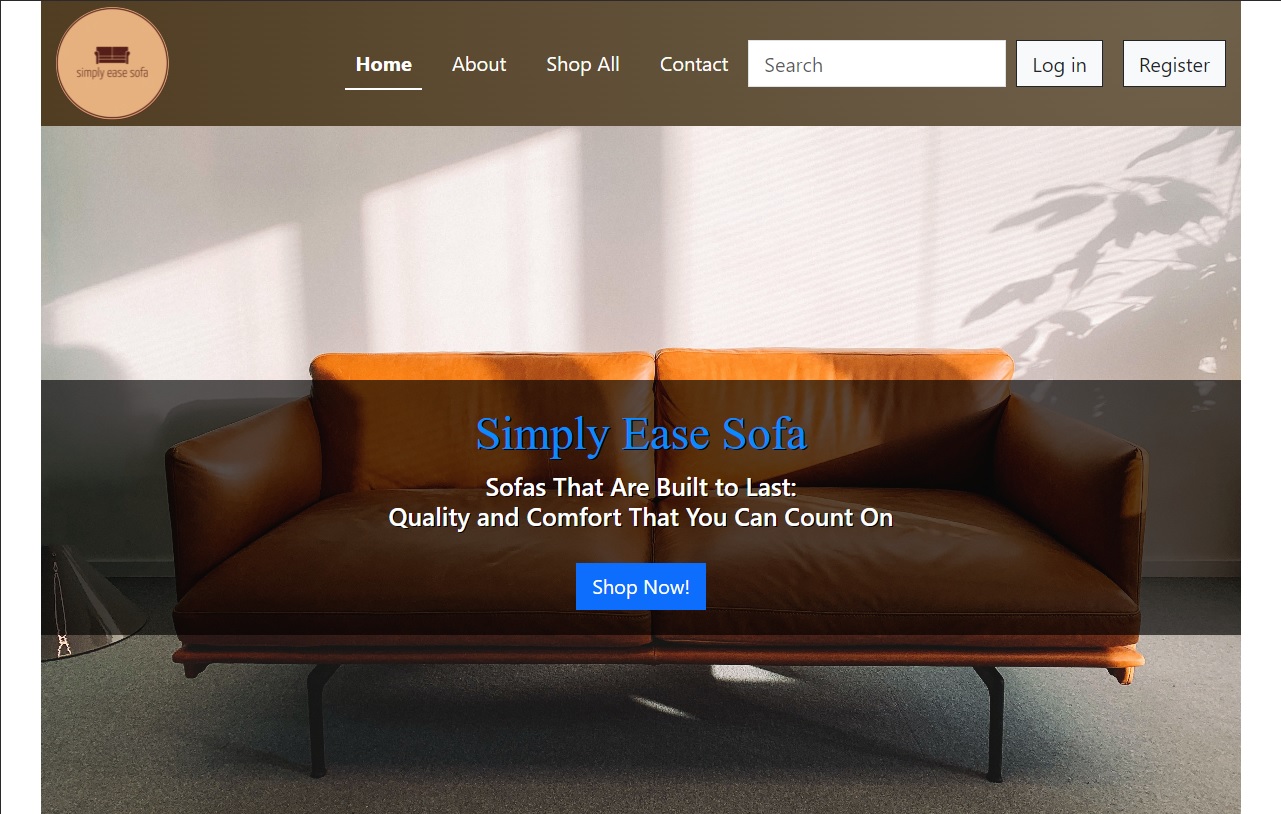 simply ease sofa
Home About Shop All Contact Search Log in Register
Simply Ease Sofa
Sofas That Are Built to Last:
Quality and Comfort That You Can Count On
Shop Now!